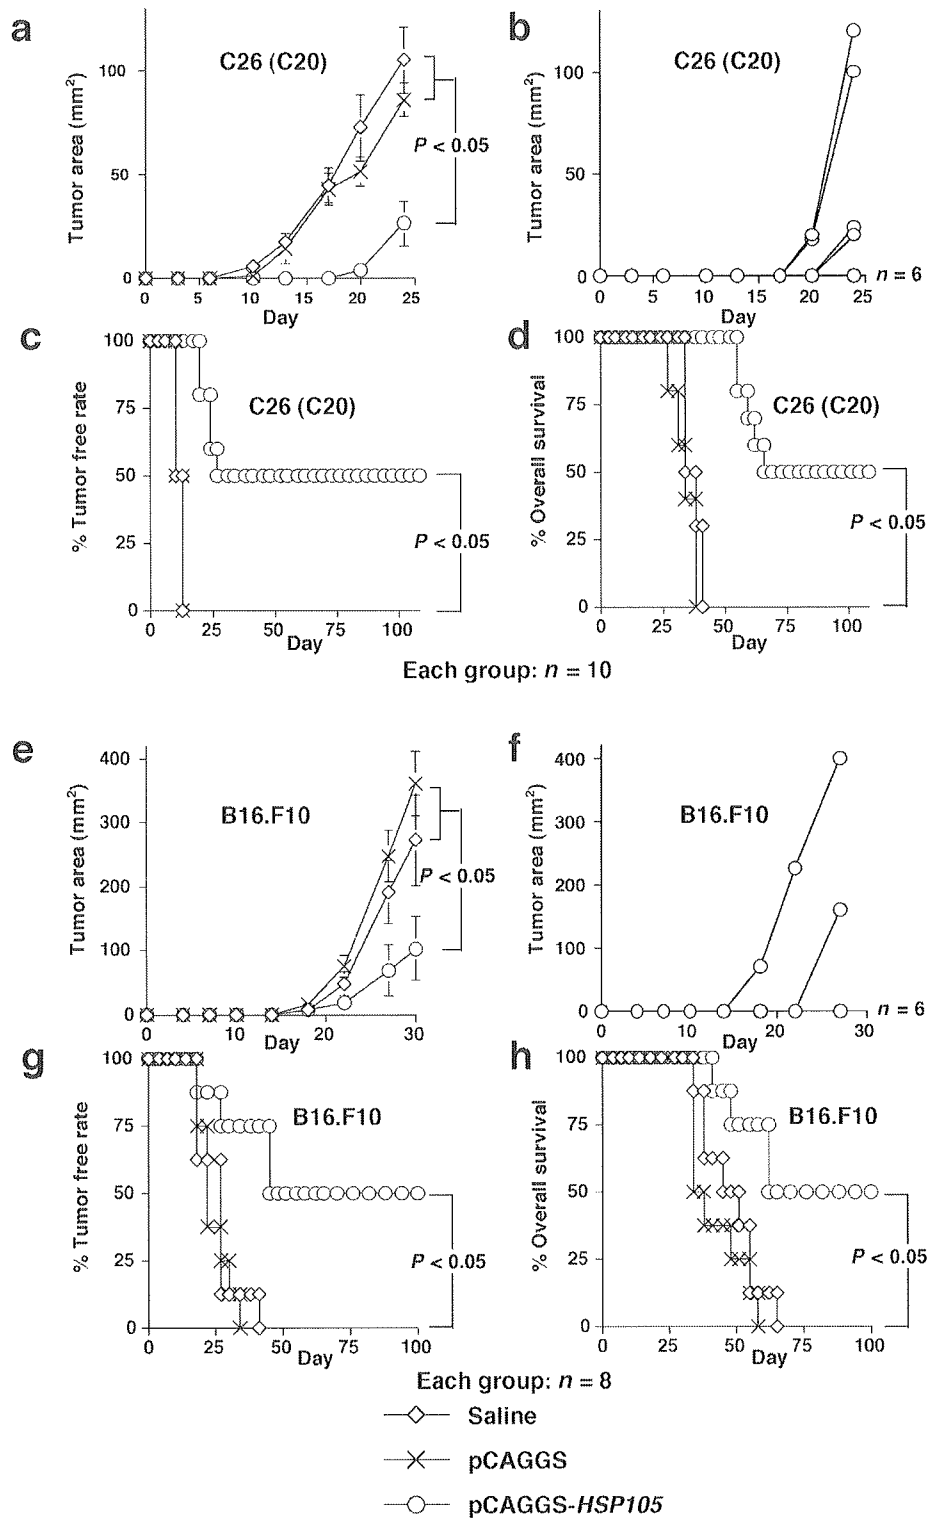 a
Tumor area (mm²)
100
50
0
C26 (C20)
P < 0.05
0 5 10 15 20 25
Day
b
Tumor area (mm²)
100
50
0
C26 (C20)
n = 6
0 5 10 15 20 25
Day
c
% Tumor free rate
100
75
50
25
0
C26 (C20)
P < 0.05
0 25 50 75 100
Day
d
% Overall survival
100
75
50
25
0
C26 (C20)
P < 0.05
0 25 50 75 100
Day
Each group: n = 10
e
Tumor area (mm²)
400
300
200
100
0
B16.F10
P < 0.05
0 10 20 30
Day
f
Tumor area (mm²)
400
300
200
100
0
B16.F10
n = 6
0 10 20 30
Day
g
% Tumor free rate
100
75
50
25
0
B16.F10
P < 0.05
0 25 50 75 100
Day
h
% Overall survival
100
75
50
25
0
B16.F10
P < 0.05
0 25 50 75 100
Day
Each group: n = 8
Saline
pCAGGS
pCAGGS-HSP105